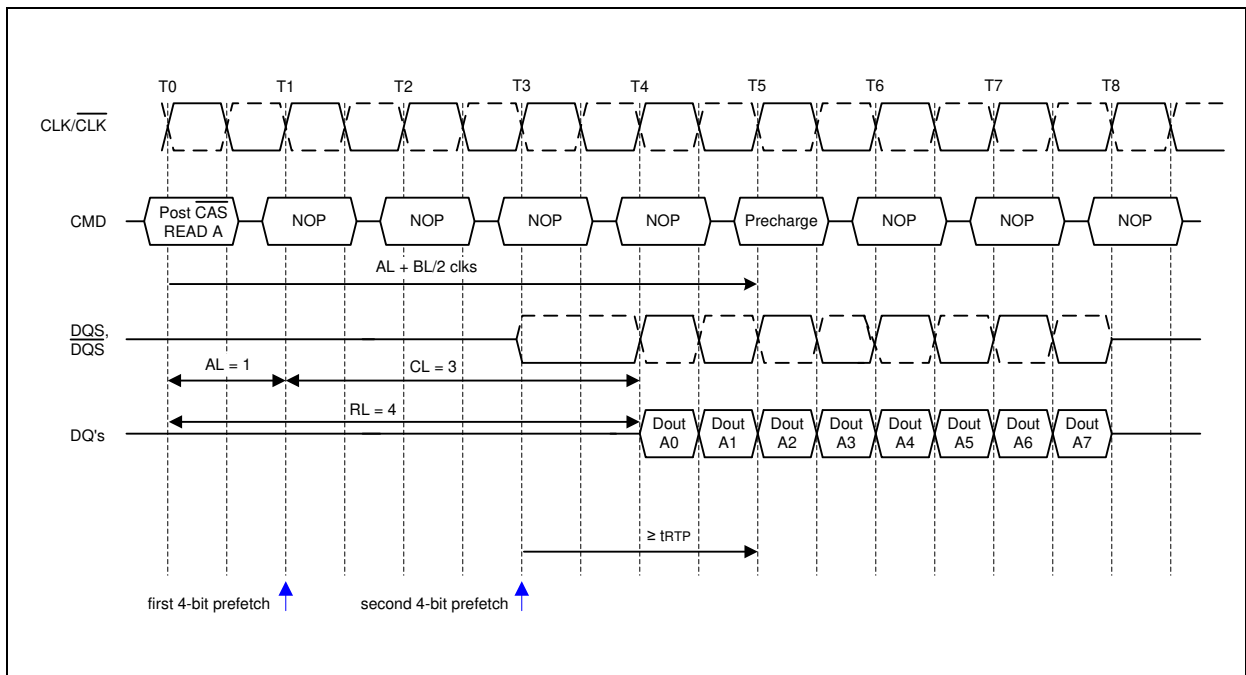 T0 T1 T2 T3 T4 T5 T6 T7 T8
CLK/CLK
CMD
Post CAS
READ A
NOP NOP NOP NOP Precharge NOP NOP NOP
AL + BL/2 clks
DQS,
DQS
AL = 1
CL = 3
RL = 4
DQ's
Dout Dout Dout Dout Dout Dout Dout Dout
A0 A1 A2 A3 A4 A5 A6 A7
≥ tRTP
first 4-bit prefetch
second 4-bit prefetch